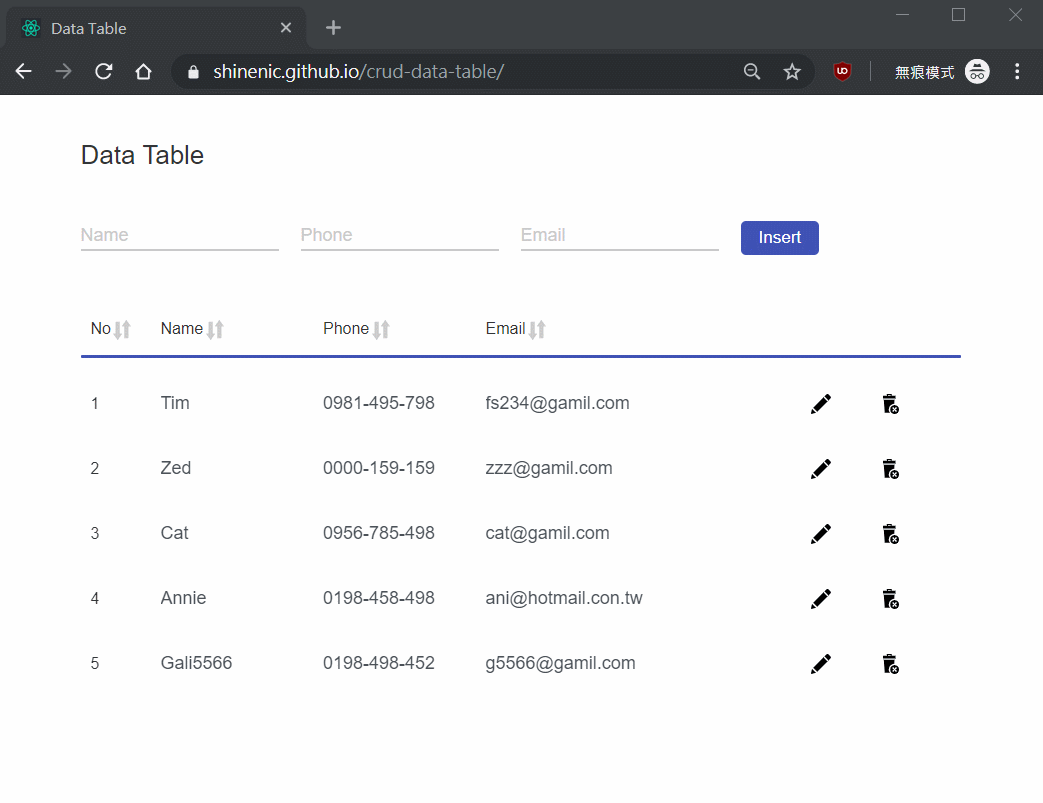 Data Table
shinenic.github.io/crud-data-table/
UD
無痕模式
Data Table
Name Phone Email Insert
No Name Phone Email
1 Tim 0981-495-798 fs234@gamil.com
2 Zed 0000-159-159 zzz@gamil.com
3 Cat 0956-785-498 cat@gamil.com
4 Annie 0198-458-498 ani@hotmail.con.tw
5 Gali5566 0198-498-452 g5566@gamil.com